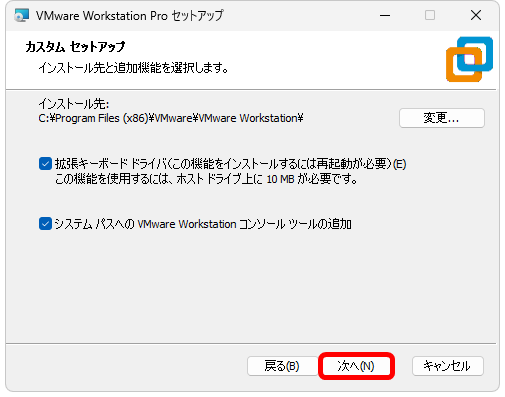 VMware Workstation Pro セットアップ
カスタム セットアップ
インストール先と追加機能を選択します。
インストール先:
C:¥Program Files (x86)¥VMware¥VMware Workstation¥
変更...
拡張キーボード ドライバ(この機能をインストールするには再起動が必要)(E)
この機能を使用するには、ホスト ドライブ上に 10 MB が必要です。
システム パスへの VMware Workstation コンソール ツールの追加
戻る(B)
次へ(N)
キャンセル